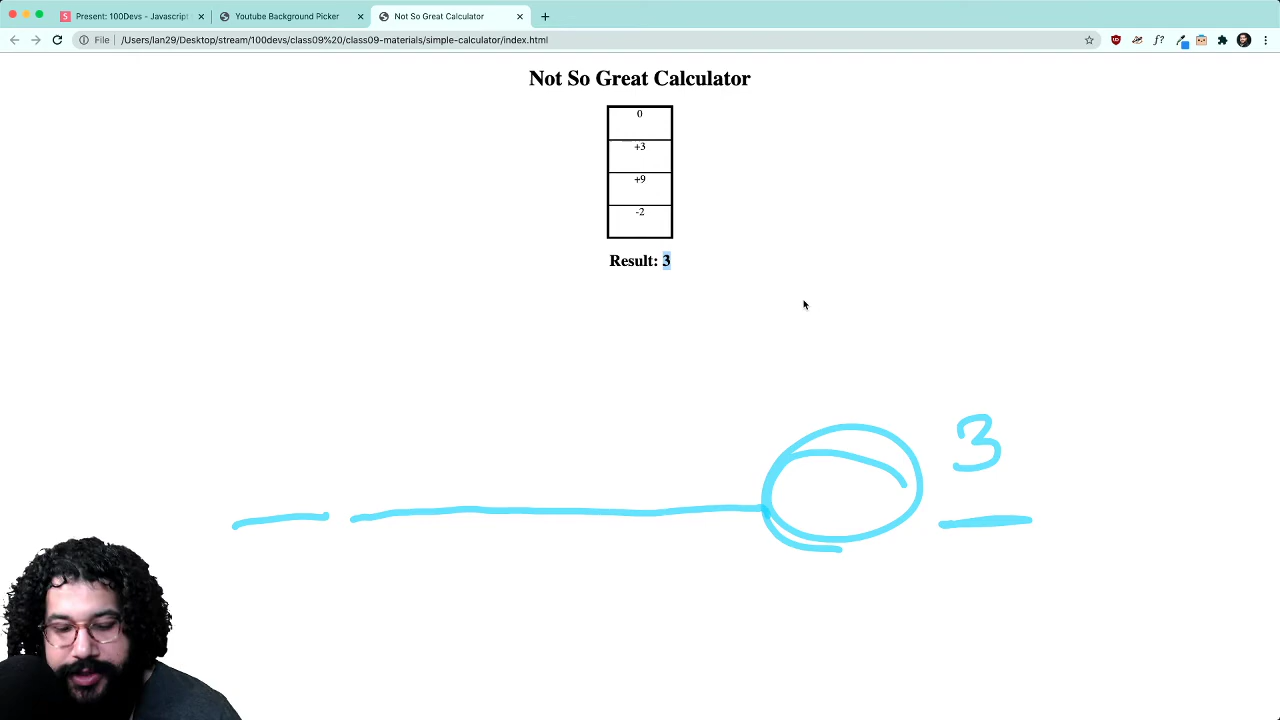 Present: 100Devs - Javascript
Youtube Background Picker
Not So Great Calculator
File /Users/lan29/Desktop/stream/100devs/class09%20/class09-materials/simple-calculator/index.html
Not So Great Calculator
0
+3
+9
-2
Result: 3
3